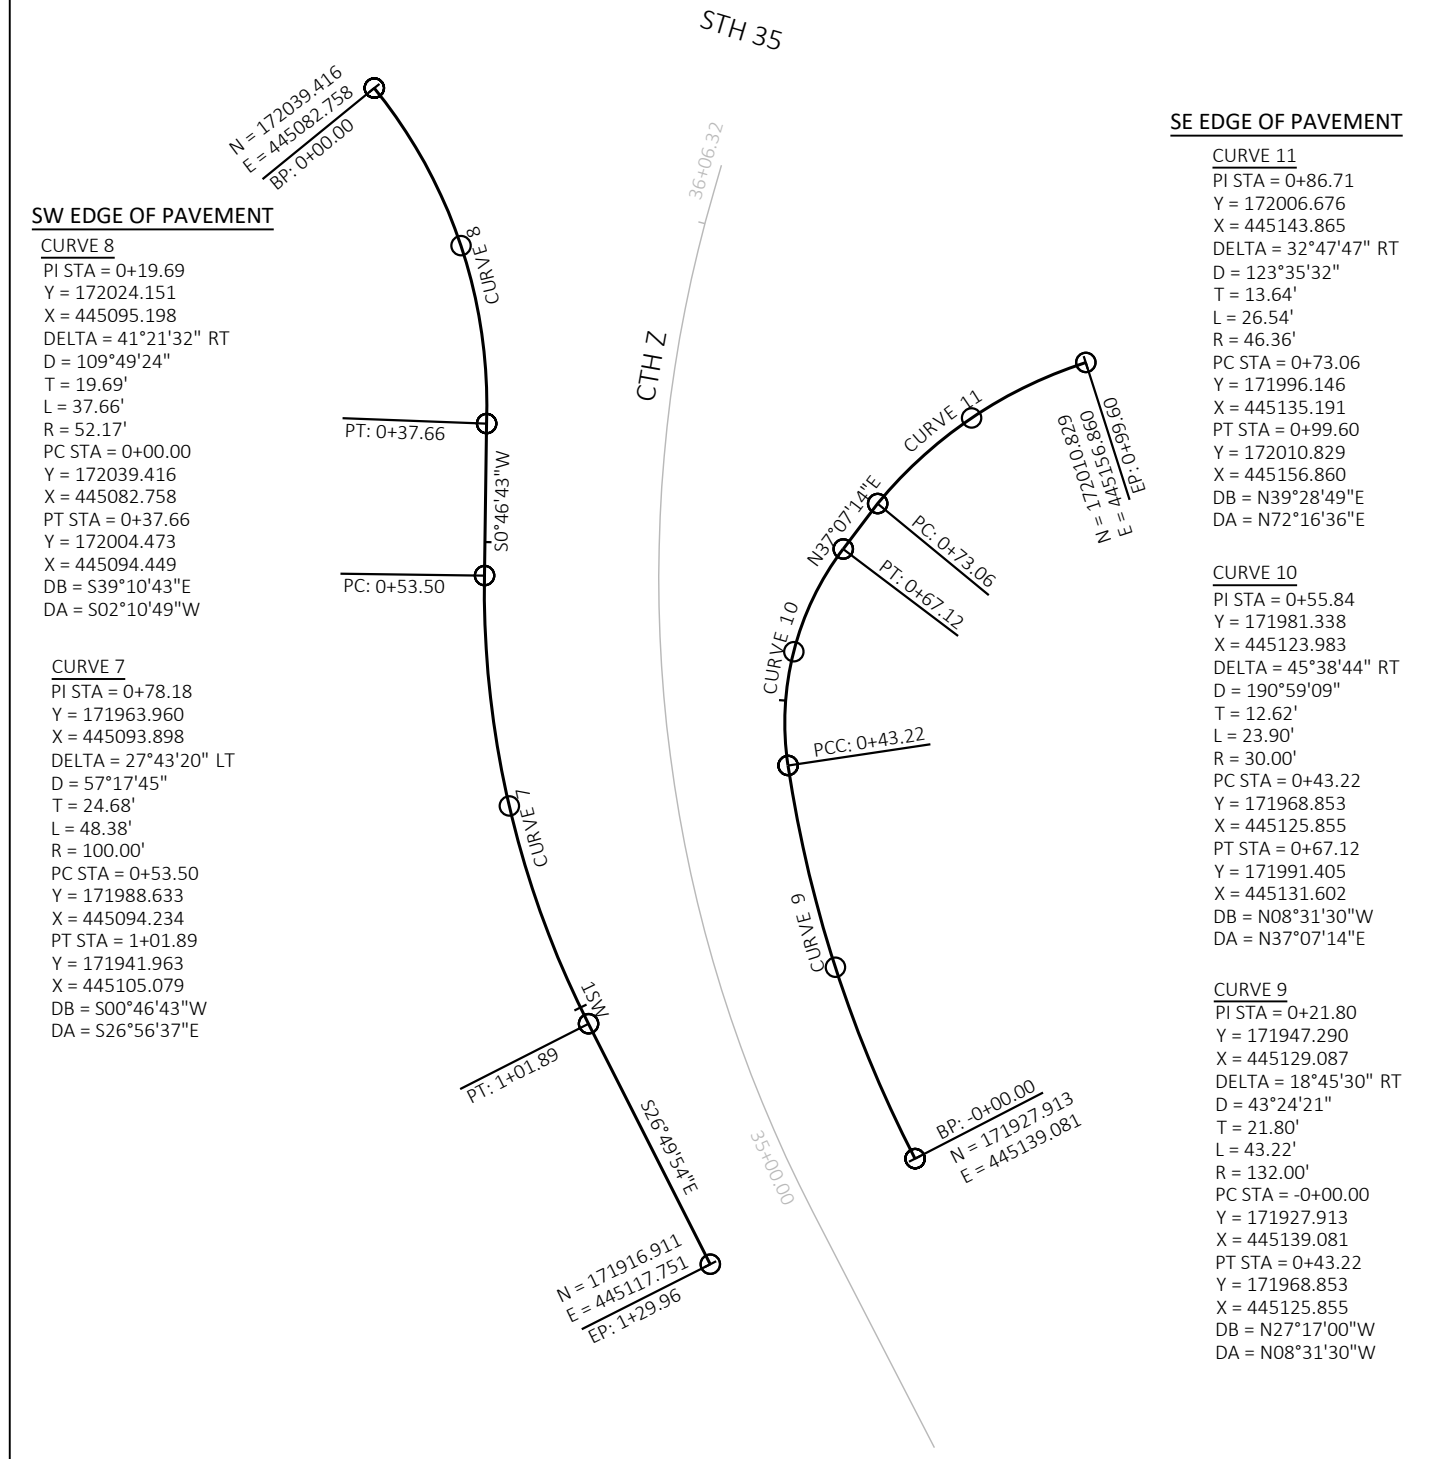 STH 35
N = 172039.416
E = 445082.758
BP: 0+00.00
36+06.32
SW EDGE OF PAVEMENT
CURVE 8
PI STA = 0+19.69
Y = 172024.151
X = 445095.198
DELTA = 41°21'32" RT
D = 109°49'24"
T = 19.69'
L = 37.66'
R = 52.17'
PC STA = 0+00.00
Y = 172039.416
X = 445082.758
PT STA = 0+37.66
Y = 172004.473
X = 445094.449
DB = S39°10'43"E
DA = S02°10'49"W
CURVE 7
PI STA = 0+78.18
Y = 171963.960
X = 445093.898
DELTA = 27°43'20" LT
D = 57°17'45"
T = 24.68'
L = 48.38'
R = 100.00'
PC STA = 0+53.50
Y = 171988.633
X = 445094.234
PT STA = 1+01.89
Y = 171941.963
X = 445105.079
DB = S00°46'43"W
DA = S26°56'37"E
CURVE 8
PT: 0+37.66
S0°46'43"W
PC: 0+53.50
CURVE 7
1SW
PT: 1+01.89
S26°49'54"E
N = 171916.911
E = 445117.751
EP: 1+29.96
CTH Z
35+00.00
CURVE 11
EP: 0+99.60
E = 445156.860
N = 172010.829
N37°07'14"E
PC: 0+73.06
PT: 0+67.12
CURVE 10
PCC: 0+43.22
CURVE 9
BP: -0+00.00
N = 171927.913
E = 445139.081
SE EDGE OF PAVEMENT
CURVE 11
PI STA = 0+86.71
Y = 172006.676
X = 445143.865
DELTA = 32°47'47" RT
D = 123°35'32"
T = 13.64'
L = 26.54'
R = 46.36'
PC STA = 0+73.06
Y = 171996.146
X = 445135.191
PT STA = 0+99.60
Y = 172010.829
X = 445156.860
DB = N39°28'49"E
DA = N72°16'36"E
CURVE 10
PI STA = 0+55.84
Y = 171981.338
X = 445123.983
DELTA = 45°38'44" RT
D = 190°59'09"
T = 12.62'
L = 23.90'
R = 30.00'
PC STA = 0+43.22
Y = 171968.853
X = 445125.855
PT STA = 0+67.12
Y = 171991.405
X = 445131.602
DB = N08°31'30"W
DA = N37°07'14"E
CURVE 9
PI STA = 0+21.80
Y = 171947.290
X = 445129.087
DELTA = 18°45'30" RT
D = 43°24'21"
T = 21.80'
L = 43.22'
R = 132.00'
PC STA = -0+00.00
Y = 171927.913
X = 445139.081
PT STA = 0+43.22
Y = 171968.853
X = 445125.855
DB = N27°17'00"W
DA = N08°31'30"W